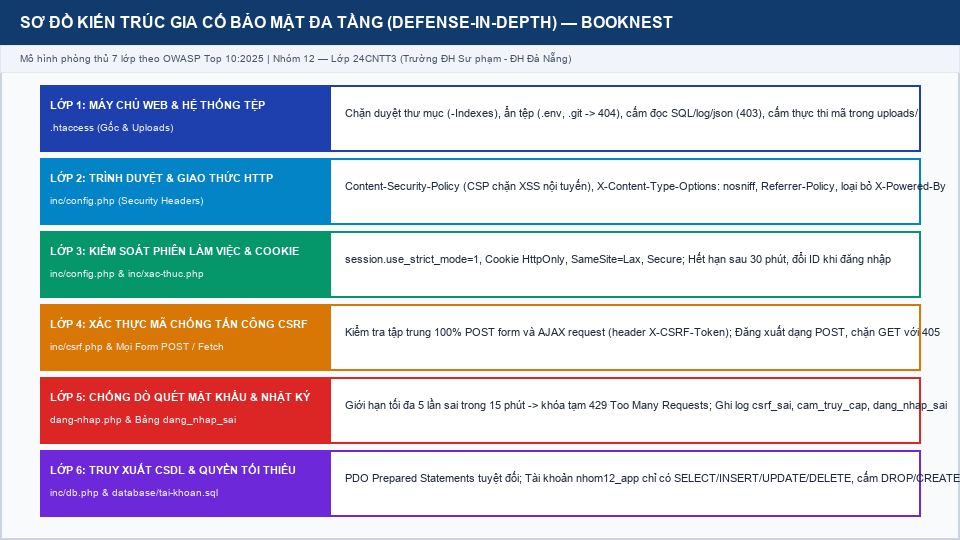 SƠ ĐỒ KIẾN TRÚC GIA CỐ BẢO MẬT ĐA TẦNG (DEFENSE-IN-DEPTH) — BOOKNEST
Mô hình phòng thủ 7 lớp theo OWASP Top 10:2025 | Nhóm 12 — Lớp 24CNTT3 (Trường ĐH Sư phạm - ĐH Đà Nẵng)
LỚP 1: MÁY CHỦ WEB & HỆ THỐNG TỆP
.htaccess (Gốc & Uploads)
Chặn duyệt thư mục (-Indexes), ẩn tệp (.env, .git -> 404), cấm đọc SQL/log/json (403), cấm thực thi mã trong uploads/
LỚP 2: TRÌNH DUYỆT & GIAO THỨC HTTP
inc/config.php (Security Headers)
Content-Security-Policy (CSP chặn XSS nội tuyến), X-Content-Type-Options: nosniff, Referrer-Policy, loại bỏ X-Powered-By
LỚP 3: KIỂM SOÁT PHIÊN LÀM VIỆC & COOKIE
inc/config.php & inc/xac-thuc.php
session.use_strict_mode=1, Cookie HttpOnly, SameSite=Lax, Secure; Hết hạn sau 30 phút, đổi ID khi đăng nhập
LỚP 4: XÁC THỰC MÃ CHỐNG TẤN CÔNG CSRF
inc/csrf.php & Mọi Form POST / Fetch
Kiểm tra tập trung 100% POST form và AJAX request (header X-CSRF-Token); Đăng xuất dạng POST, chặn GET với 405
LỚP 5: CHỐNG DÒ QUÉT MẬT KHẨU & NHẬT KÝ
dang-nhap.php & Bảng dang_nhap_sai
Giới hạn tối đa 5 lần sai trong 15 phút -> khóa tạm 429 Too Many Requests; Ghi log csrf_sai, cam_truy_cap, dang_nhap_sai
LỚP 6: TRUY XUẤT CSDL & QUYỀN TỐI THIỂU
inc/db.php & database/tai-khoan.sql
PDO Prepared Statements tuyệt đối; Tài khoản nhom12_app chỉ có SELECT/INSERT/UPDATE/DELETE, cấm DROP/CREATE